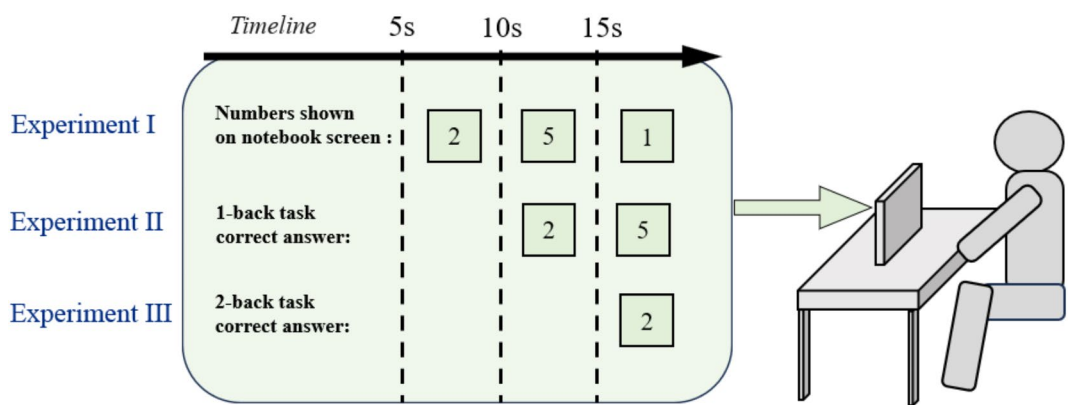 Timeline 5s 10s 15s
Experiment I
Numbers shown
on notebook screen :
2 5 1
Experiment II
1-back task
correct answer:
2 5
Experiment III
2-back task
correct answer:
2